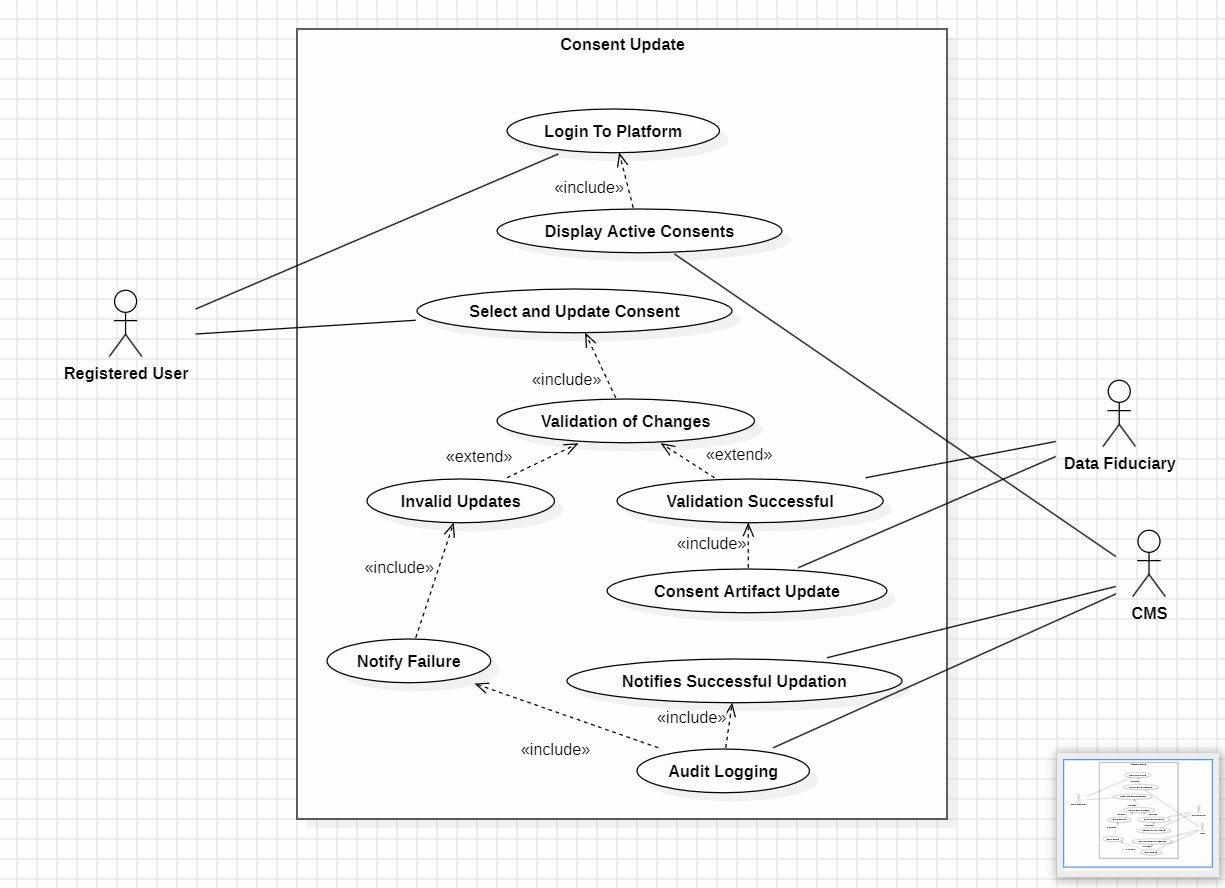 Consent Update
Login To Platform
«include»
Display Active Consents
Select and Update Consent
Registered User
«include»
Validation of Changes
«extend»
«extend»
Data Fiduciary
Invalid Updates
Validation Successful
«include»
«include»
Consent Artifact Update
CMS
Notify Failure
Notifies Successful Updation
«include»
«include»
Audit Logging